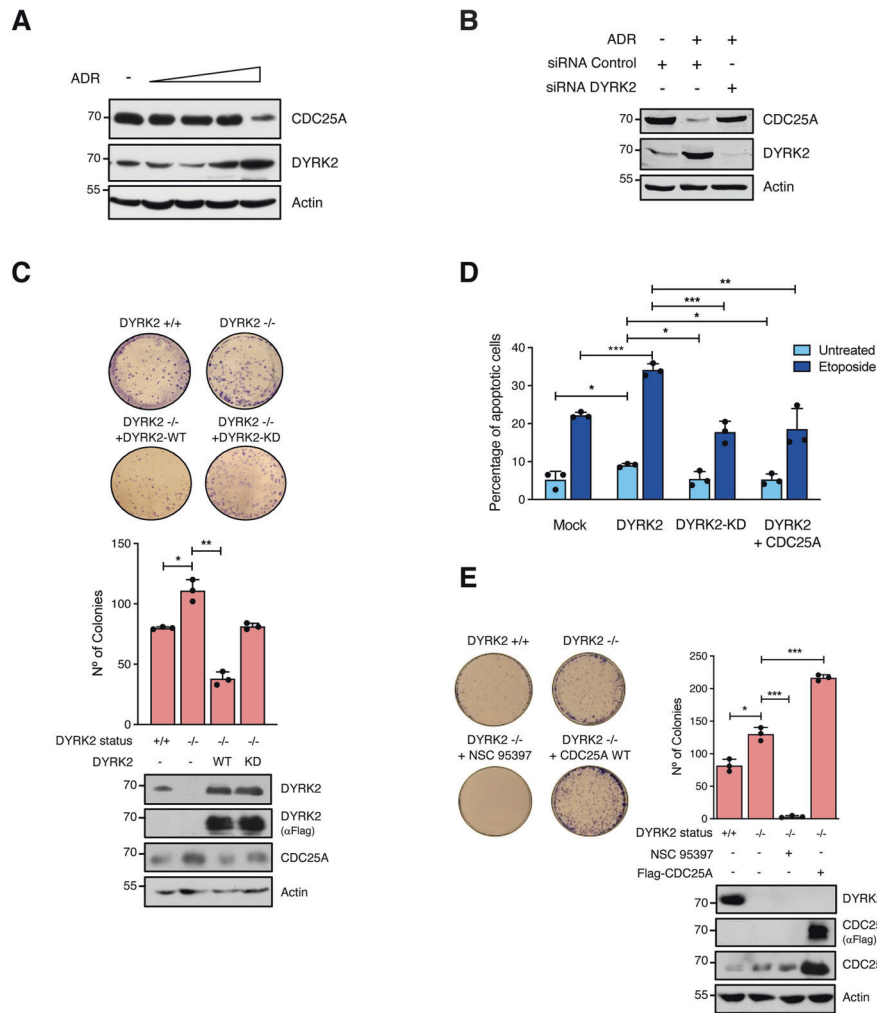 A
ADR
-
70
CDC25A
70
DYRK2
55
Actin
B
ADR - + +
siRNA Control + + -
siRNA DYRK2 - - +
70
CDC25A
70
DYRK2
55
Actin
C
DYRK2 +/+
DYRK2 -/-
DYRK2 -/-
+DYRK2-WT
DYRK2 -/-
+DYRK2-KD
Nº of Colonies
150
100
50
0
*
**
DYRK2 status +/+ -/- -/- -/-
DYRK2 - - WT KD
70
DYRK2
DYRK2
(αFlag)
70
CDC25A
55
Actin
D
Percentage of apoptotic cells
40
30
20
10
0
**
***
*
*
***
*
Untreated
Etoposide
Mock
DYRK2
DYRK2-KD
DYRK2
+ CDC25A
E
DYRK2 +/+
DYRK2 -/-
DYRK2 -/-
+ NSC 95397
DYRK2 -/-
+ CDC25A WT
Nº of Colonies
250
200
150
100
50
0
***
***
*
DYRK2 status +/+ -/- -/- -/-
NSC 95397 - - + -
Flag-CDC25A - - - +
70
DYRK
70
CDC25
(αFlag)
70
CDC25
55
Actin